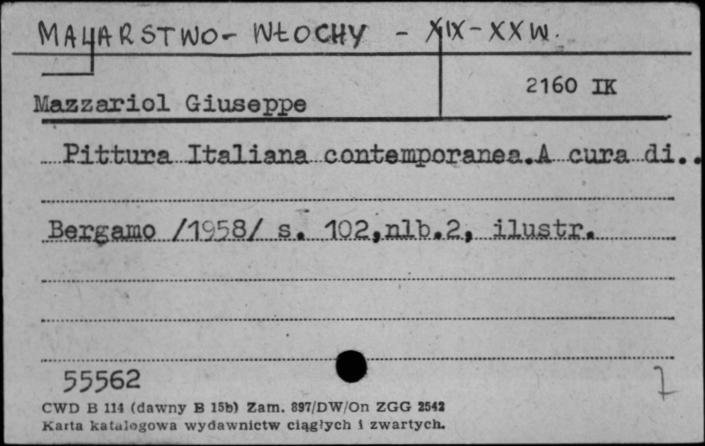 MALARSTWO - WŁOCHY - XIX-XX W.
2160 IK
Mazzariol Giuseppe
Pittura Italiana contemporanea.A cura di..
Bergamo /1958/ s. 102,nlb.2, ilustr.
55562
CWD B 114 (dawny B 15b) Zam. 897/DW/On ZGG 2542
Karta katalogowa wydawnictw ciągłych i zwartych.